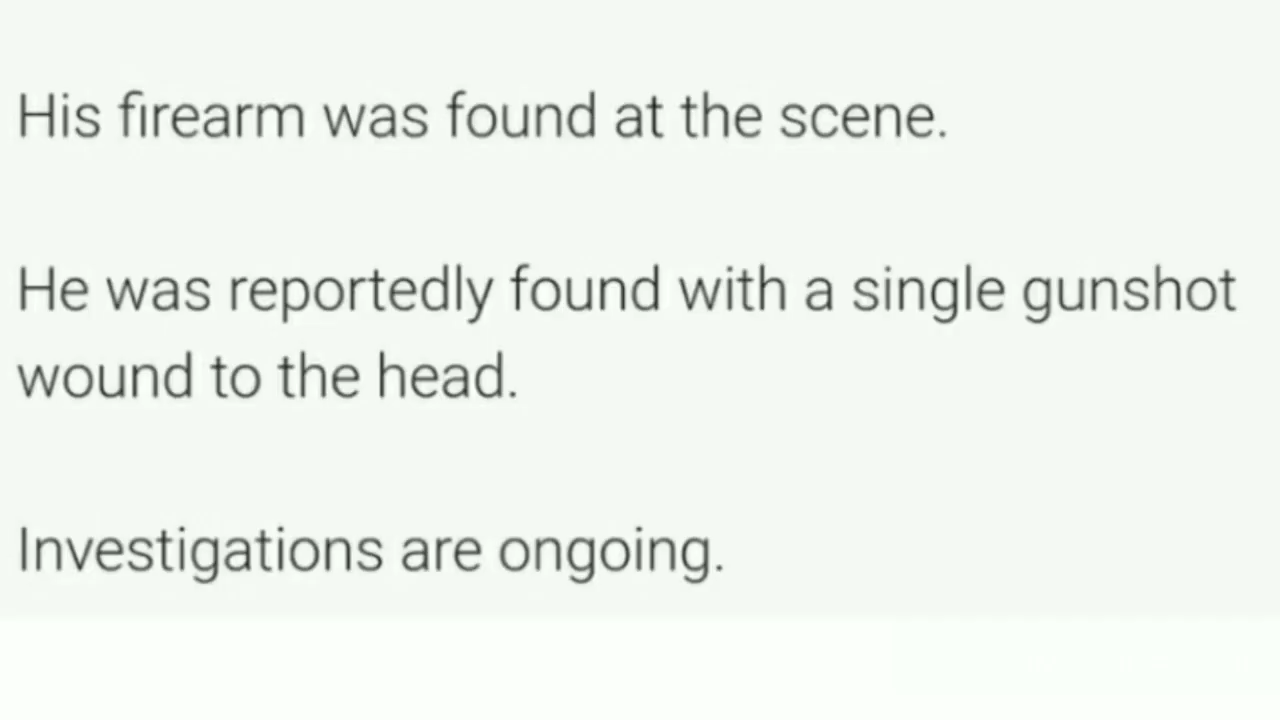 His firearm was found at the scene.
He was reportedly found with a single gunshot
wound to the head.
Investigations are ongoing.